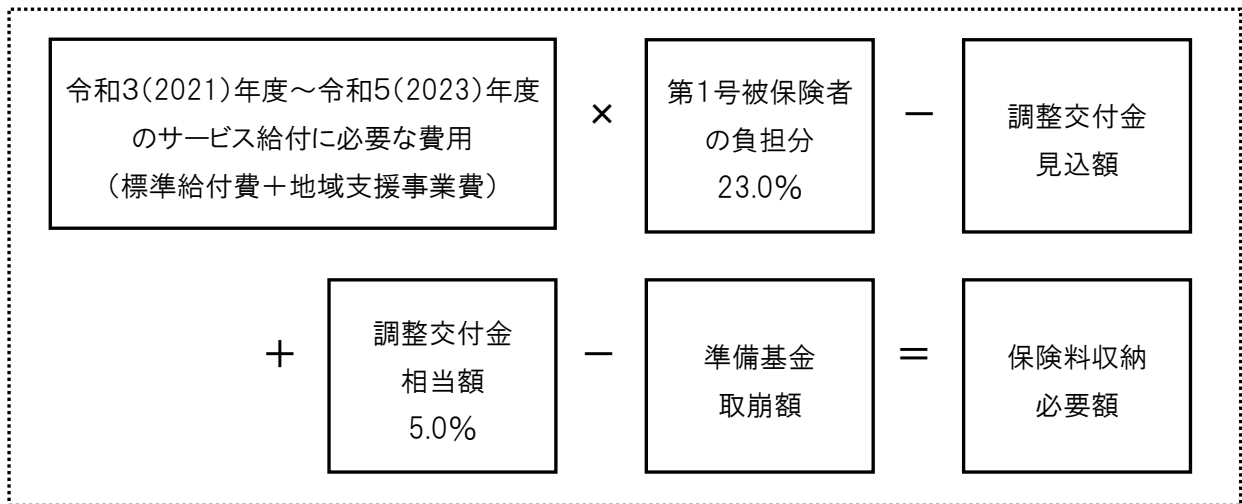 令和3(2021)年度～令和5(2023)年度
のサービス給付に必要な費用
(標準給付費＋地域支援事業費)
×
第1号被保険者
の負担分
23.0%
－
調整交付金
見込額
＋
調整交付金
相当額
5.0%
－
準備基金
取崩額
＝
保険料収納
必要額